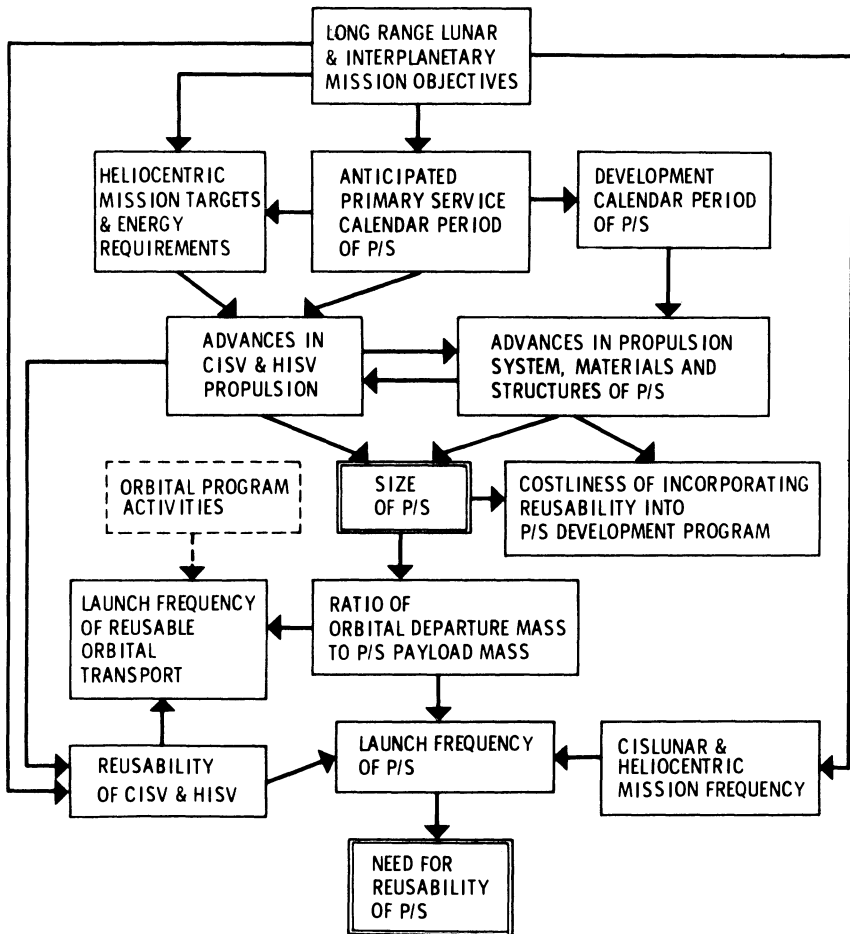 LONG RANGE LUNAR
& INTERPLANETARY
MISSION OBJECTIVES
HELIOCENTRIC
MISSION TARGETS
& ENERGY
REQUIREMENTS
ANTICIPATED
PRIMARY SERVICE
CALENDAR PERIOD
OF P/S
DEVELOPMENT
CALENDAR PERIOD
OF P/S
ADVANCES IN
CISV & HISV
PROPULSION
ADVANCES IN PROPULSION
SYSTEM, MATERIALS AND
STRUCTURES OF P/S
ORBITAL PROGRAM
ACTIVITIES
SIZE
OF P/S
COSTLINESS OF INCORPORATING
REUSABILITY INTO
P/S DEVELOPMENT PROGRAM
LAUNCH FREQUENCY
OF REUSABLE
ORBITAL
TRANSPORT
RATIO OF
ORBITAL DEPARTURE MASS
TO P/S PAYLOAD MASS
REUSABILITY
OF CISV & HISV
LAUNCH FREQUENCY
OF P/S
CISLUNAR &
HELIOCENTRIC
MISSION FREQUENCY
NEED FOR
REUSABILITY
OF P/S